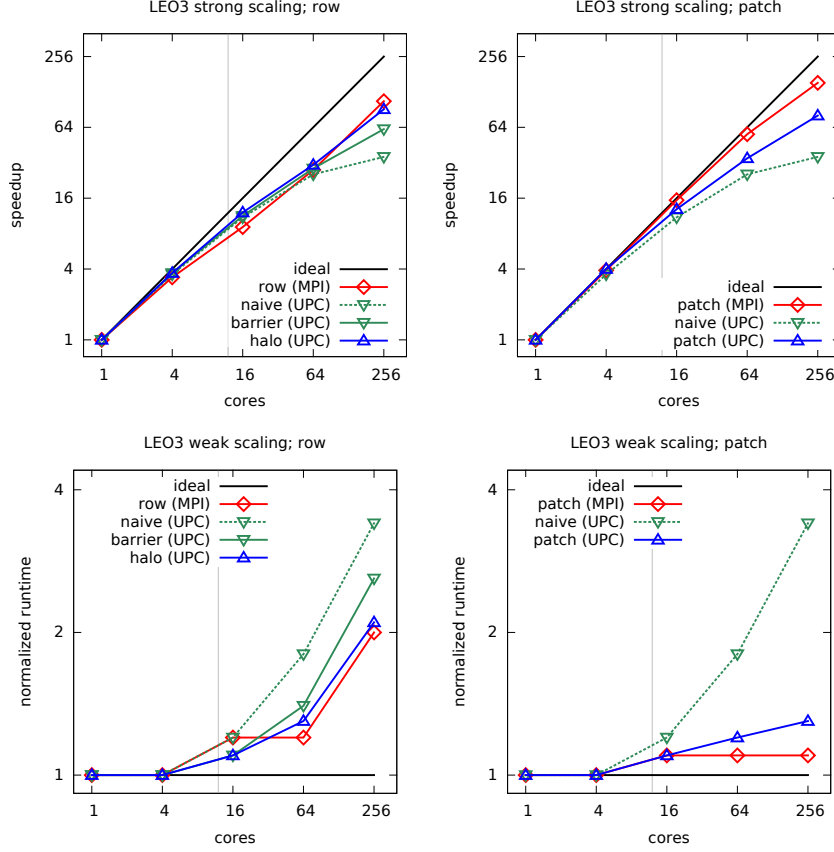 LEO3 strong scaling; row
256
64
16
4
1
speedup
ideal
row (MPI)
naive (UPC)
barrier (UPC)
halo (UPC)
1 4 16 64 256
cores
LEO3 strong scaling; patch
256
64
16
4
1
speedup
ideal
patch (MPI)
naive (UPC)
patch (UPC)
1 4 16 64 256
cores
LEO3 weak scaling; row
4
2
1
normalized runtime
ideal
row (MPI)
naive (UPC)
barrier (UPC)
halo (UPC)
1 4 16 64 256
cores
LEO3 weak scaling; patch
4
2
1
normalized runtime
ideal
patch (MPI)
naive (UPC)
patch (UPC)
1 4 16 64 256
cores